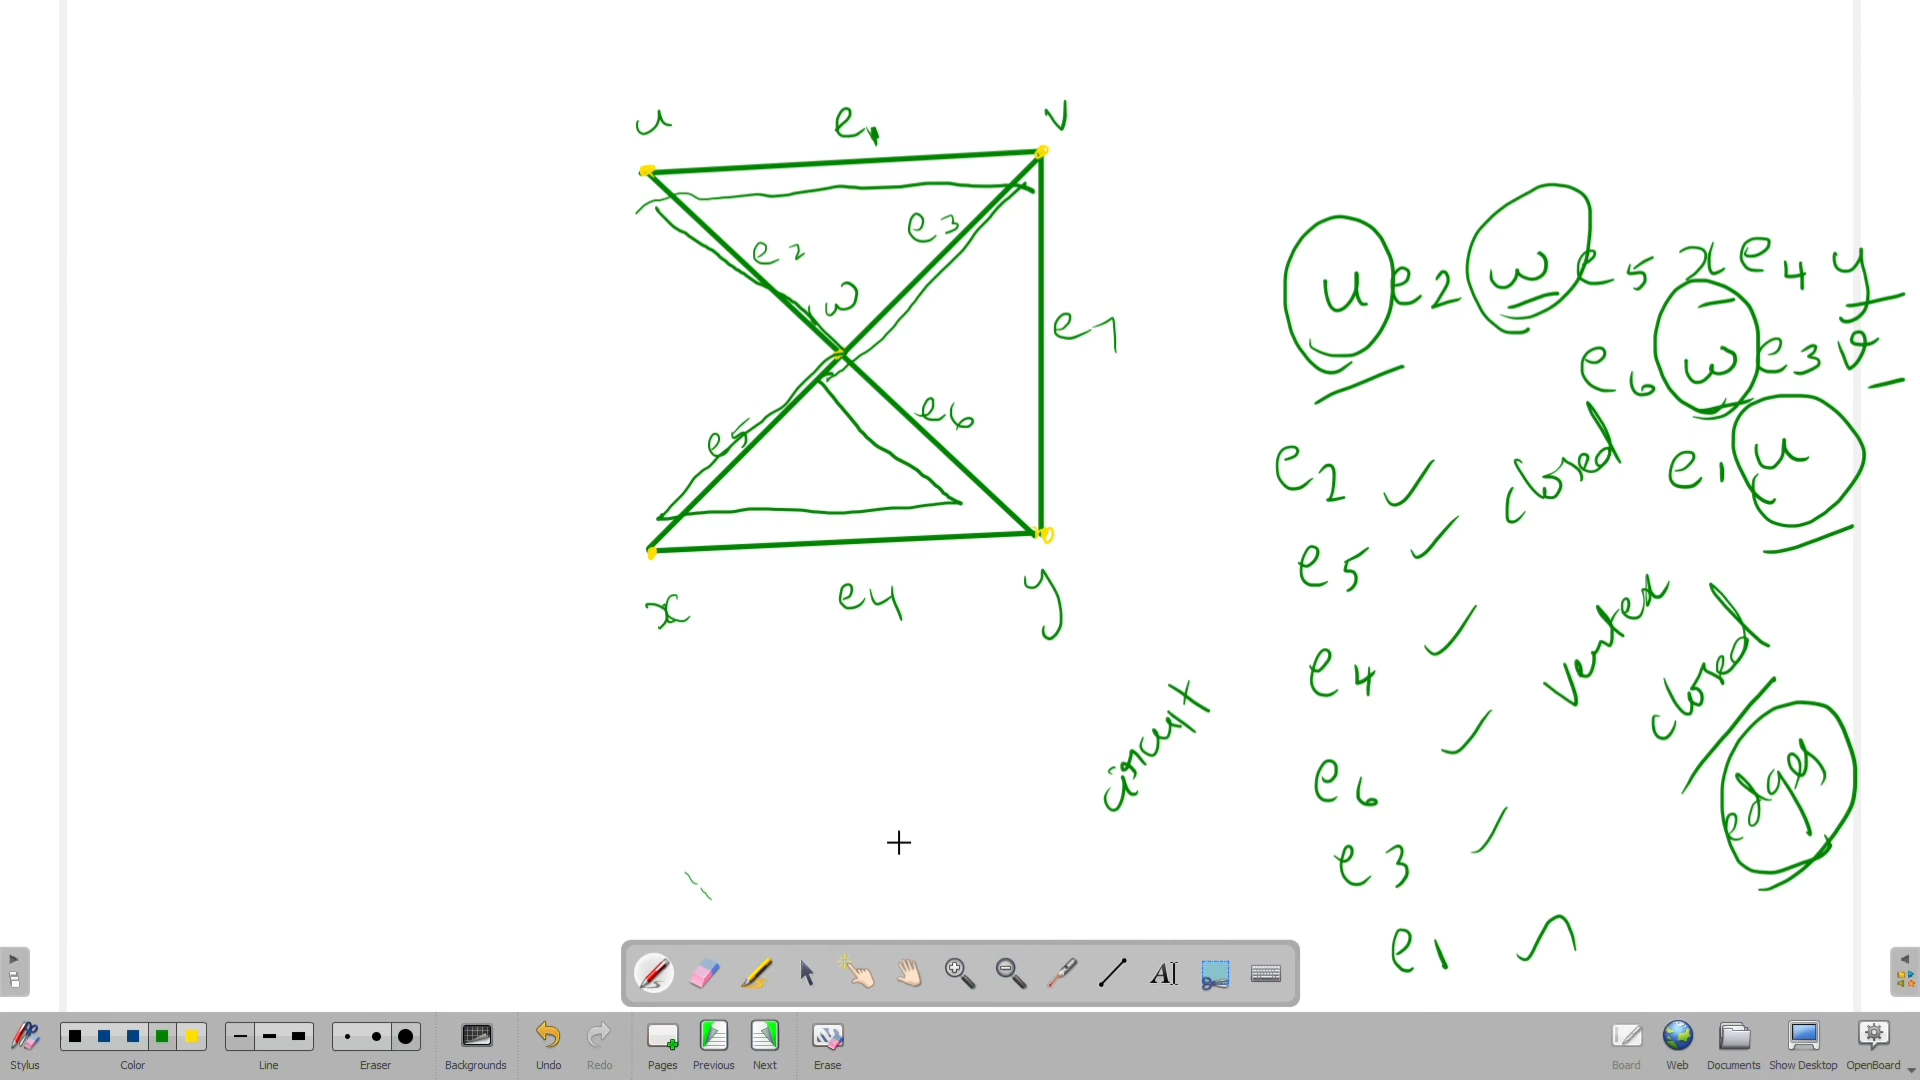 u e1 v
e2 e3
w
e7
e5 e6
x e4 y
u e2 w e5 x e4 y
e6 w e3 v
e1 u
e2 ✓ closed
e5 ✓
e4 ✓ vertex
closed
e6 ✓ edges
circuit
e3 ✓
e1
Stylus Color Line Eraser Backgrounds Undo Redo Pages Previous Next Erase Board Web Documents Show Desktop OpenBoard